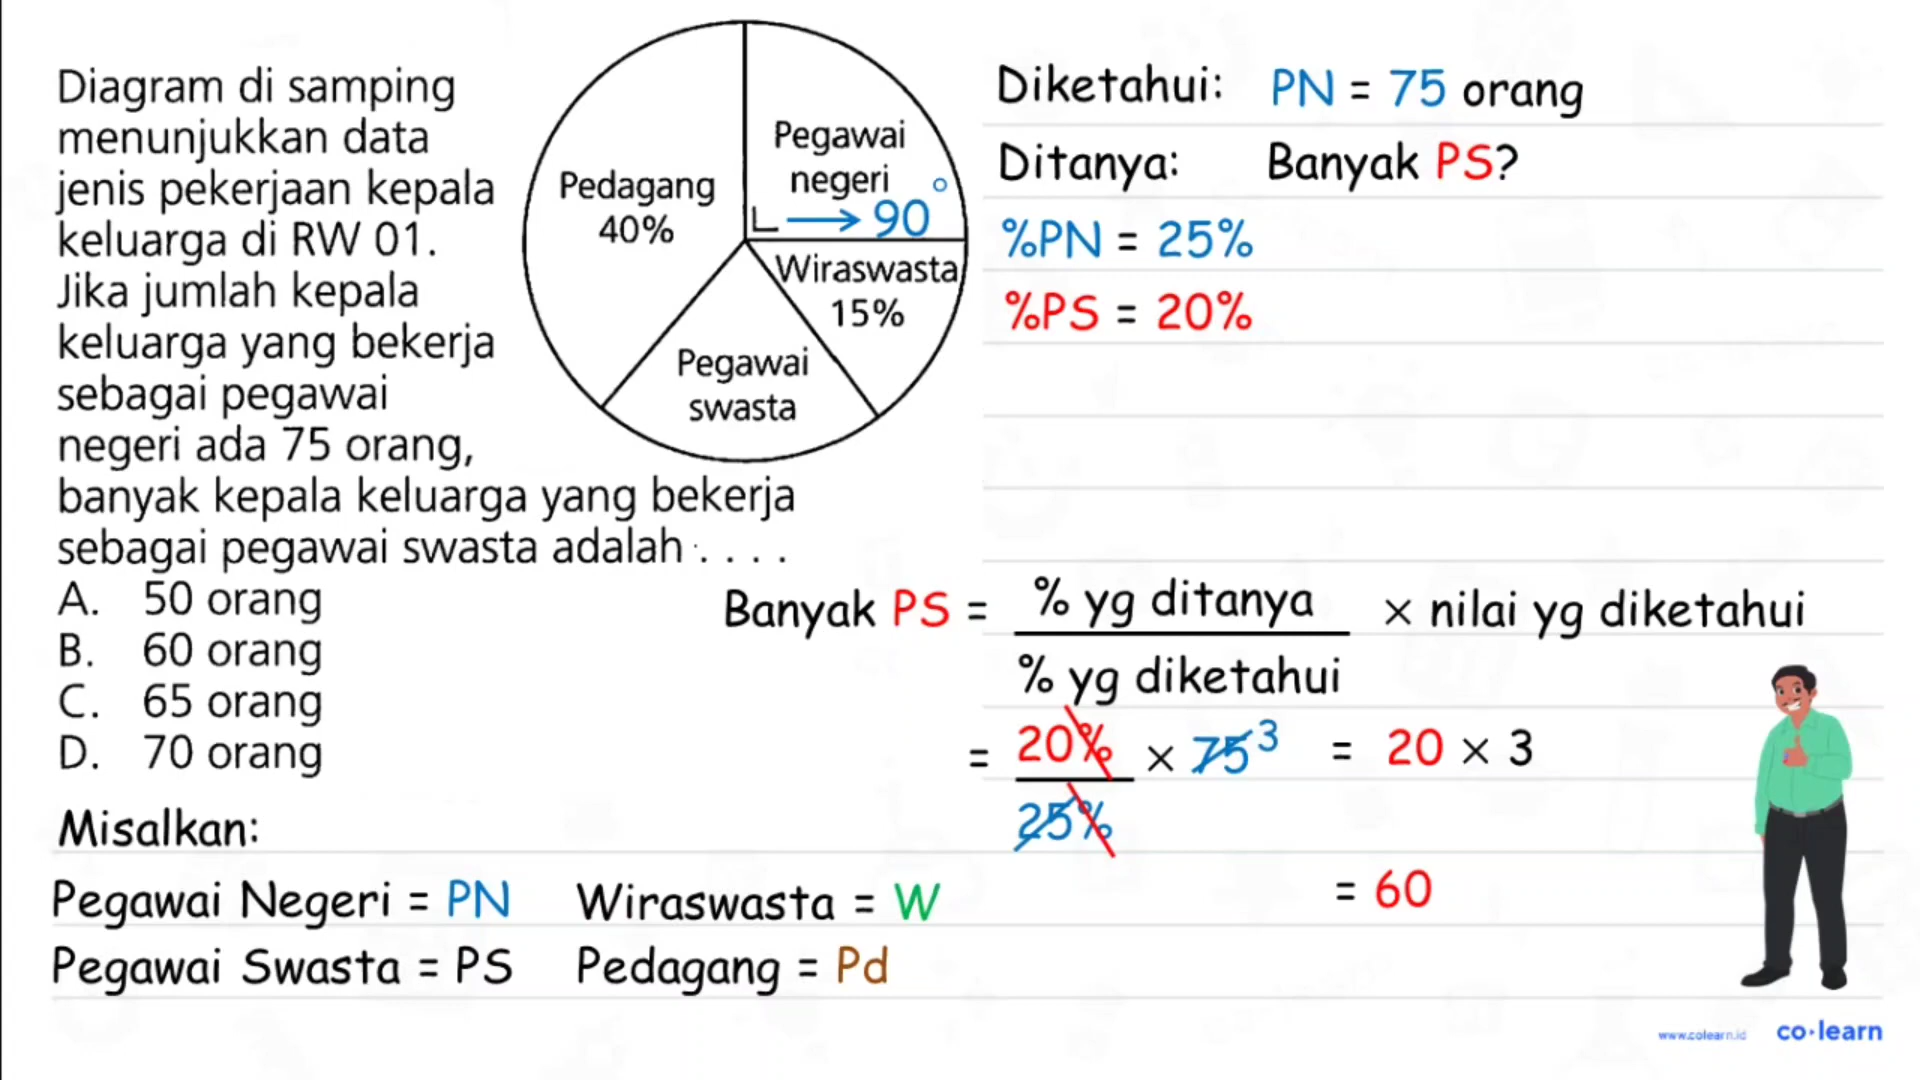 Diagram di samping
menunjukkan data
jenis pekerjaan kepala
keluarga di RW 01.
Jika jumlah kepala
keluarga yang bekerja
sebagai pegawai
negeri ada 75 orang,
banyak kepala keluarga yang bekerja
sebagai pegawai swasta adalah . . . .
A. 50 orang
B. 60 orang
C. 65 orang
D. 70 orang
Pedagang
40%
Pegawai
negeri
→ 90°
Wiraswasta
15%
Pegawai
swasta
Diketahui: PN = 75 orang
Ditanya: Banyak PS?
%PN = 25%
%PS = 20%
Banyak PS = % yg ditanya × nilai yg diketahui
% yg diketahui
= 20% × 75 3 = 20 × 3
25%
= 60
Misalkan:
Pegawai Negeri = PN Wiraswasta = W
Pegawai Swasta = PS Pedagang = Pd
www.colearn.id co·learn